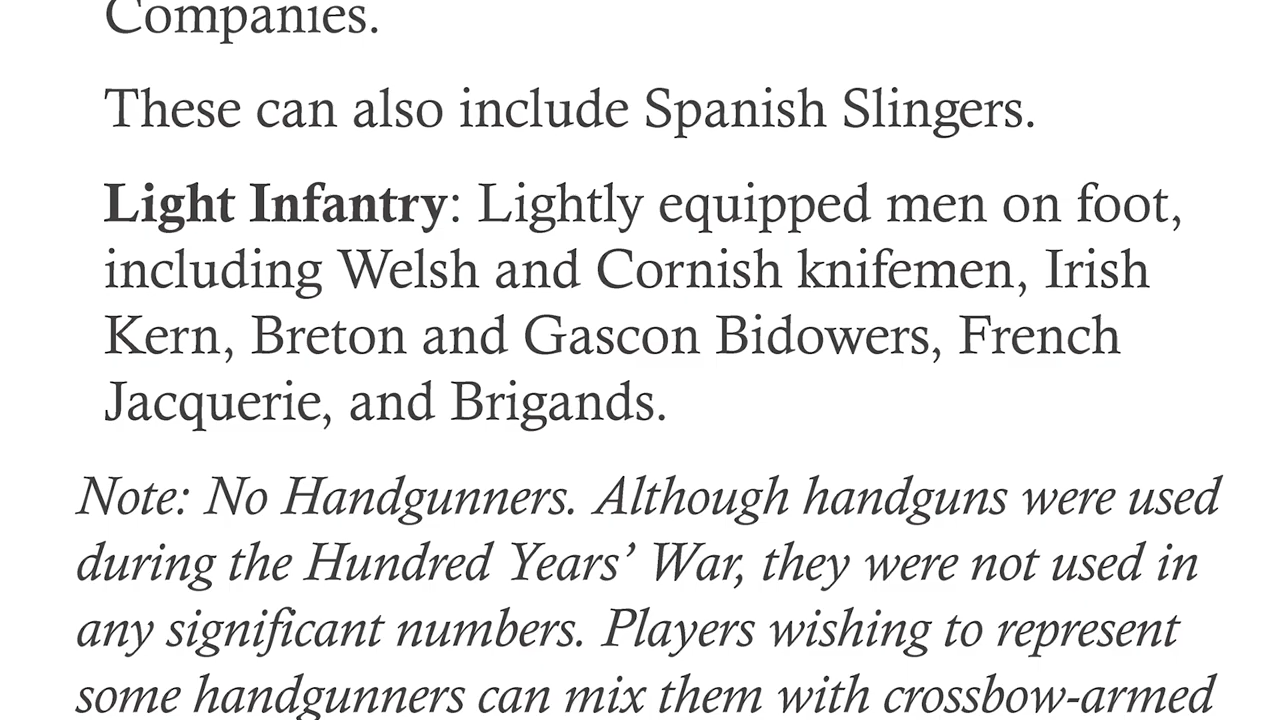 Companies.
These can also include Spanish Slingers.
Light Infantry: Lightly equipped men on foot,
including Welsh and Cornish knifemen, Irish
Kern, Breton and Gascon Bidowers, French
Jacquerie, and Brigands.
Note: No Handgunners. Although handguns were used
during the Hundred Years’ War, they were not used in
any significant numbers. Players wishing to represent
some handgunners can mix them with crossbow-armed